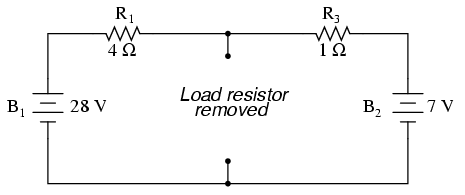 R1 R3
4 Ω 1 Ω
B1 28 V Load resistor removed B2 7 V